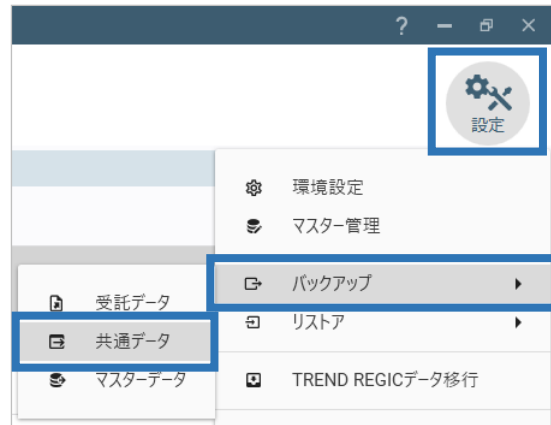 ?
設定
環境設定
マスター管理
バックアップ
リストア
TREND REGICデータ移行
受託データ
共通データ
マスターデータ